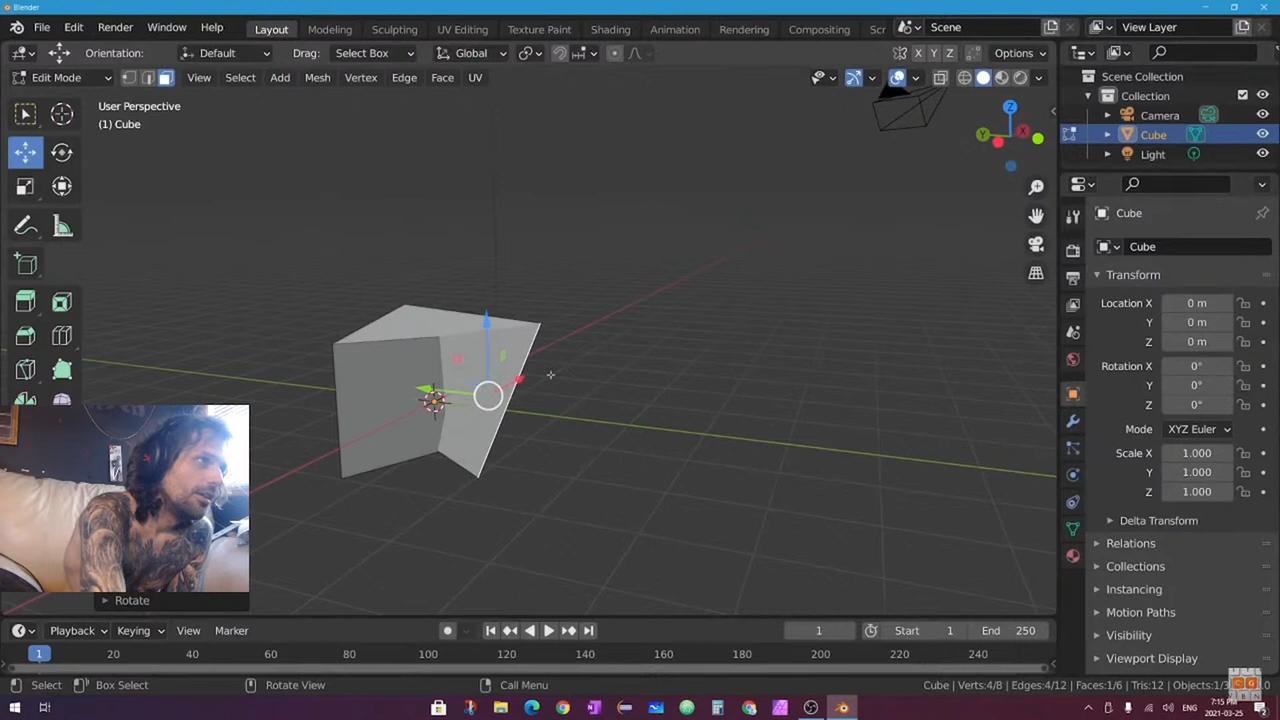 Blender
File Edit Render Window Help Layout Modeling Sculpting UV Editing Texture Paint Shading Animation Rendering Compositing Scr Scene View Layer
Orientation: Default Drag: Select Box Global X Y Z Options
Edit Mode View Select Add Mesh Vertex Edge Face UV
User Perspective
(1) Cube
Z
Y
X
Scene Collection
Collection
Camera
Cube
Light
Cube
Cube
Transform
Location X 0 m
Y 0 m
Z 0 m
Rotation X 0°
Y 0°
Z 0°
Mode XYZ Euler
Scale X 1.000
Y 1.000
Z 1.000
Delta Transform
Relations
Collections
Instancing
Motion Paths
Visibility
Viewport Display
Rotate
Playback Keying View Marker 1 Start 1 End 250
1 20 40 60 80 100 120 140 160 180 200 220 240
Select Box Select Rotate View Call Menu Cube | Verts:4/8 | Edges:4/12 | Faces:1/6 | Tris:12 | Objects:1/
ENG 7:15 PM
2021-03-25